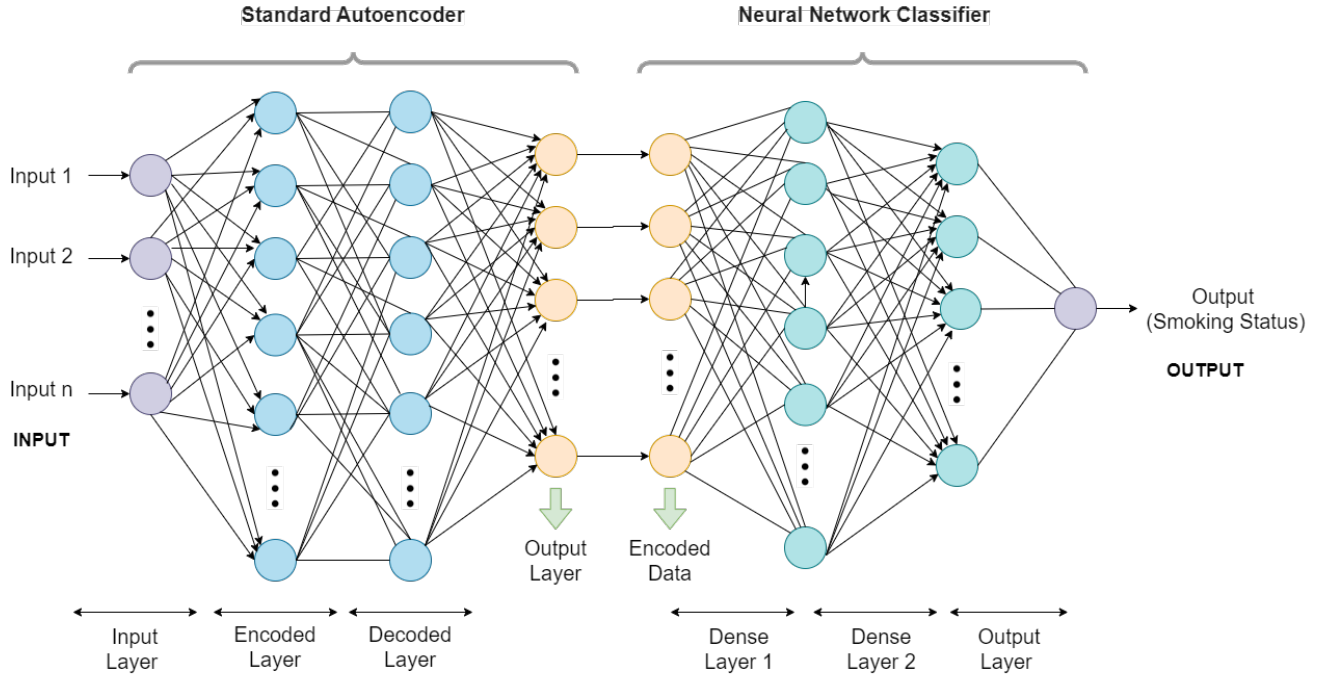 Standard Autoencoder
Neural Network Classifier
Input 1
Input 2
Input n
INPUT
Output
(Smoking Status)
OUTPUT
Output
Layer
Encoded
Data
Input
Layer
Encoded
Layer
Decoded
Layer
Dense
Layer 1
Dense
Layer 2
Output
Layer